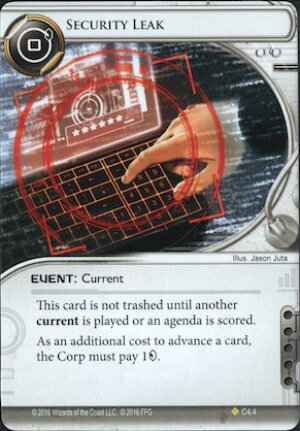 SECURITY LEAK
Illus. Jason Juta
EVENT: Current
This card is not trashed until another
current is played or an agenda is scored.
As an additional cost to advance a card,
the Corp must pay 1
© 2016 Wizards of the Coast LLC. © 2016 FFG
C4.4